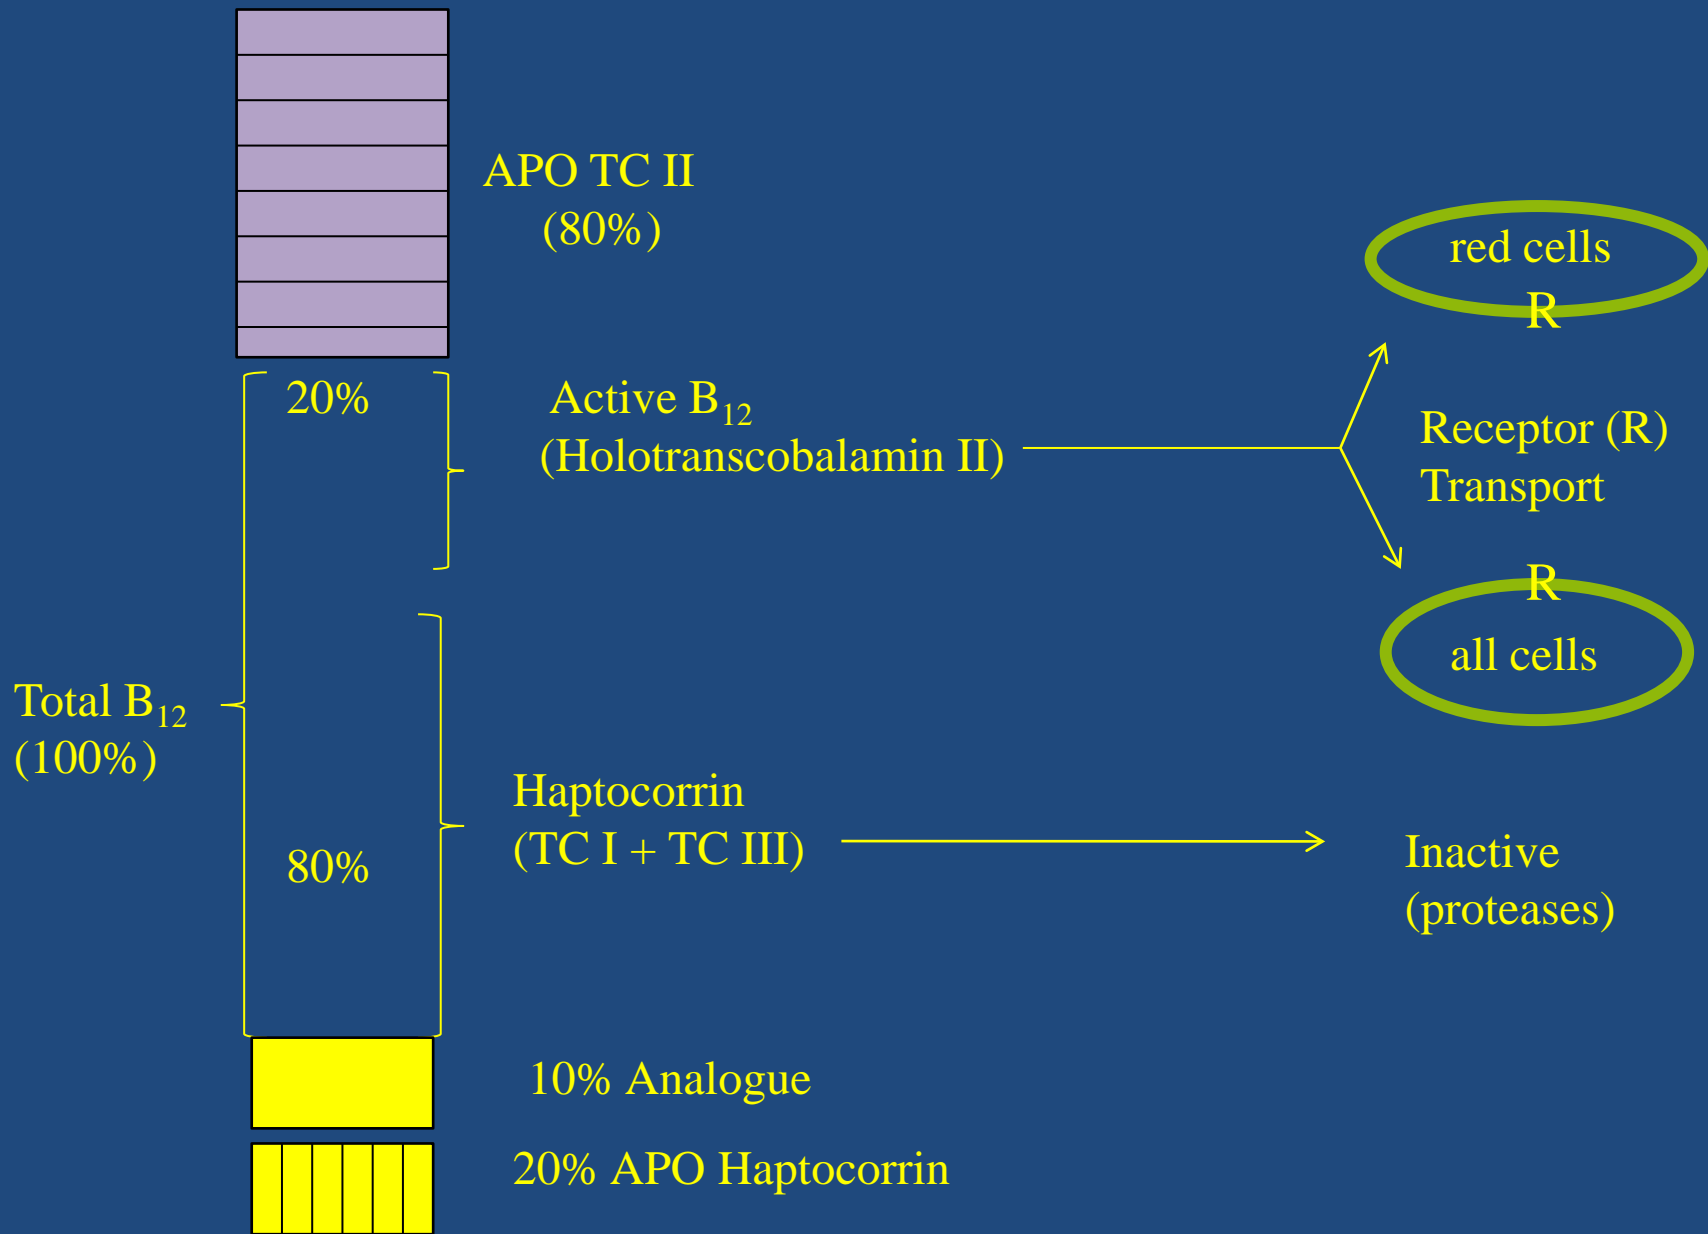 APO TC II
(80%)
red cells
R
20%
Active B₁₂
(Holotranscobalamin II)
Receptor (R)
Transport
R
all cells
Total B₁₂
(100%)
80%
Haptocorrin
(TC I + TC III)
Inactive
(proteases)
10% Analogue
20% APO Haptocorrin